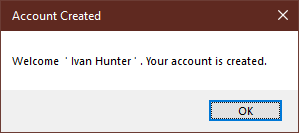 Account Created
Welcome ' Ivan Hunter ' . Your account is created.
OK